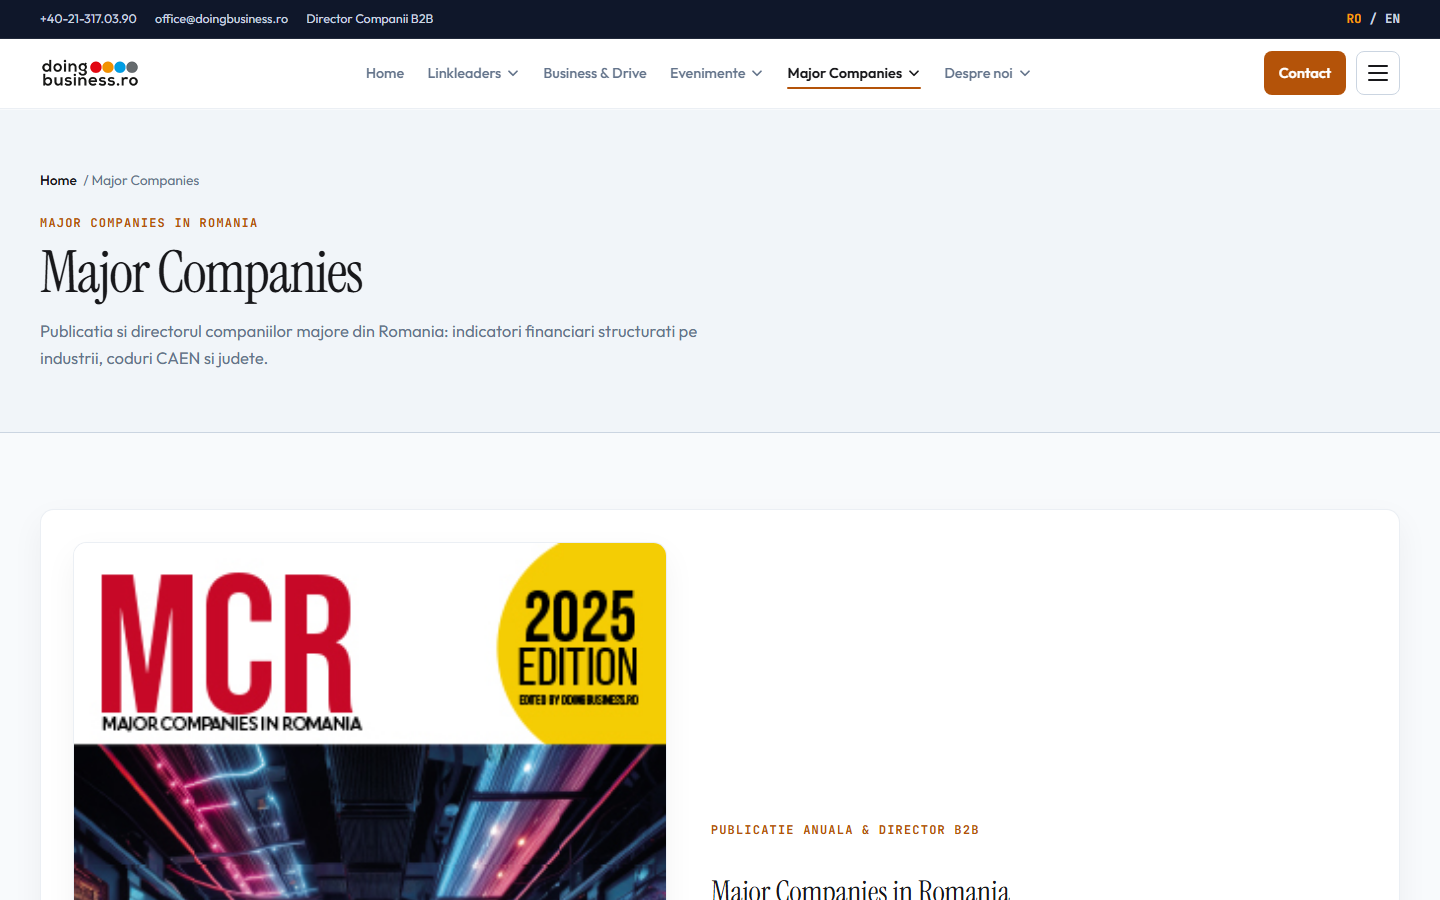 +40-21-317.03.90 office@doingbusiness.ro Director Companii B2B RO / EN
doing
business.ro
Home Linkleaders Business & Drive Evenimente Major Companies Despre noi Contact
Home / Major Companies
MAJOR COMPANIES IN ROMANIA
Major Companies
Publicatia si directorul companiilor majore din Romania: indicatori financiari structurati pe
industrii, coduri CAEN si judete.
MCR
MAJOR COMPANIES IN ROMANIA
2025
EDITION
EDITED BY DOINGBUSINESS.RO
PUBLICATIE ANUALA & DIRECTOR B2B
Major Companies in Romania